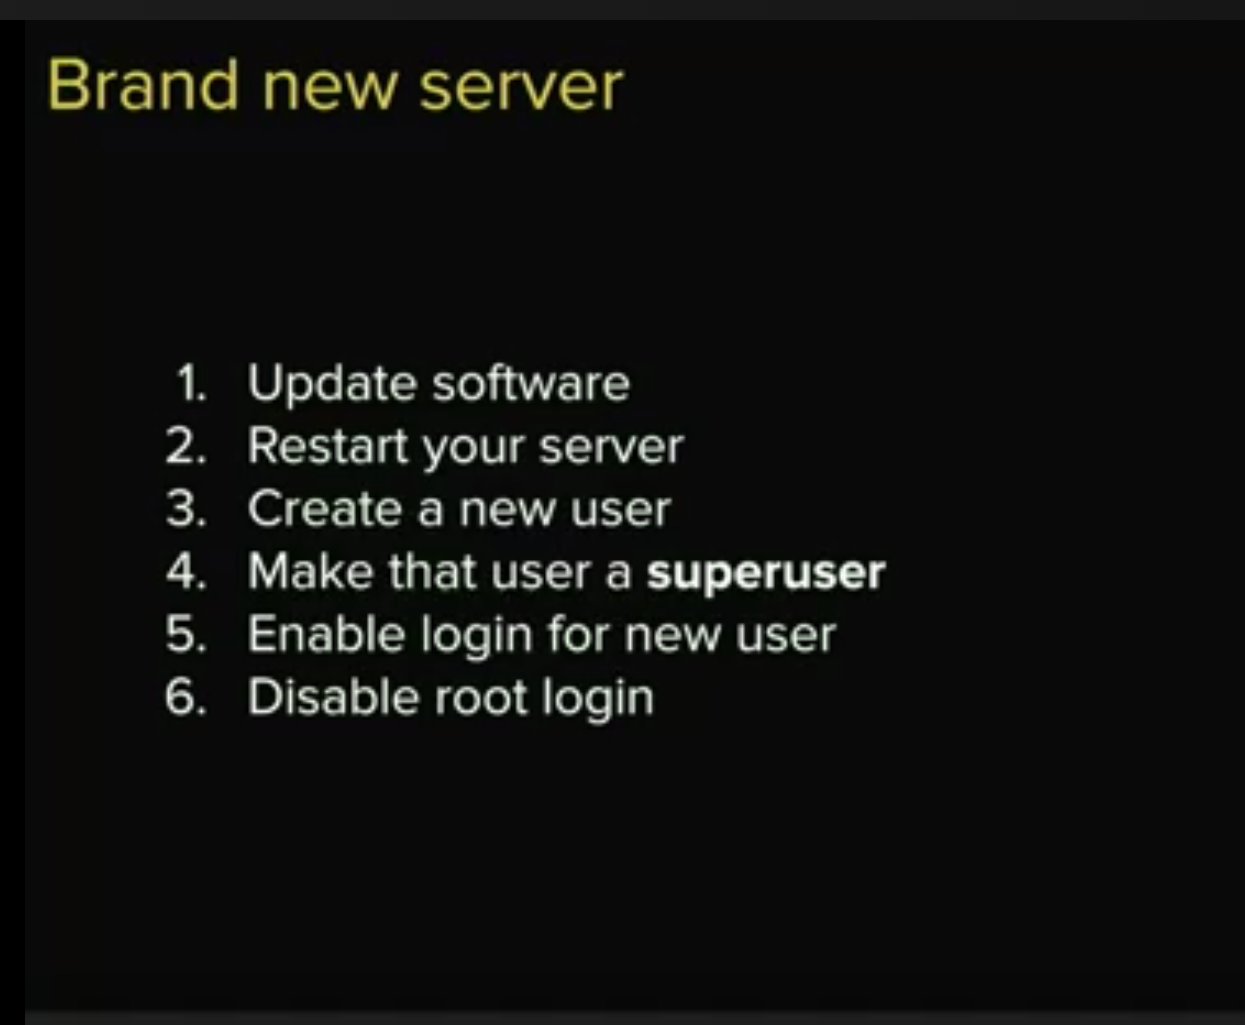 Brand new server
1. Update software
2. Restart your server
3. Create a new user
4. Make that user a superuser
5. Enable login for new user
6. Disable root login